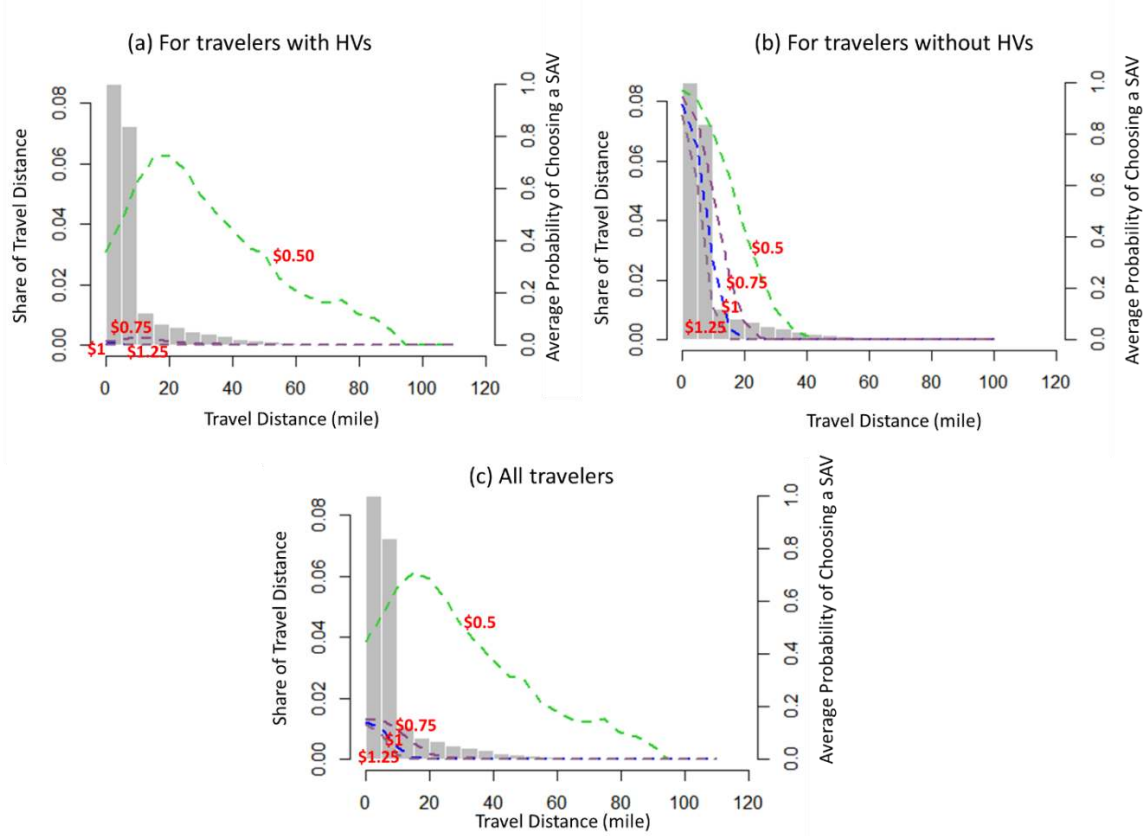 (a) For travelers with HVs
Share of Travel Distance
0.00 0.02 0.04 0.06 0.08
Average Probability of Choosing a SAV
0.0 0.2 0.4 0.6 0.8 1.0
$0.50
$0.75
$1
$1.25
0 20 40 60 80 100 120
Travel Distance (mile)
(b) For travelers without HVs
Share of Travel Distance
0.00 0.02 0.04 0.06 0.08
Average Probability of Choosing a SAV
0.0 0.2 0.4 0.6 0.8 1.0
$0.5
$0.75
$1
$1.25
0 20 40 60 80 100 120
Travel Distance (mile)
(c) All travelers
Share of Travel Distance
0.00 0.02 0.04 0.06 0.08
Average Probability of Choosing a SAV
0.0 0.2 0.4 0.6 0.8 1.0
$0.5
$0.75
$1
$1.25
0 20 40 60 80 100 120
Travel Distance (mile)